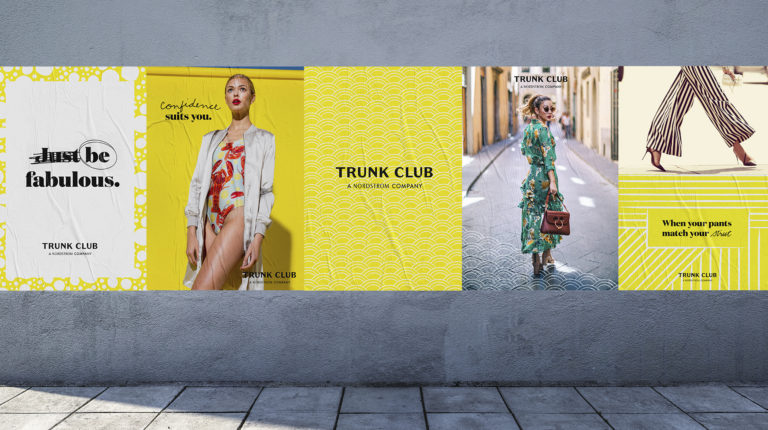 Just be
fabulous.
TRUNK CLUB
A NORDSTROM COMPANY
Confidence
suits you.
TRUNK CLUB
A NORDSTROM COMPANY
TRUNK CLUB
A NORDSTROM COMPANY
TRUNK CLUB
A NORDSTROM COMPANY
When your pants
match your
TRUNK CLUB
A NORDSTROM COMPANY